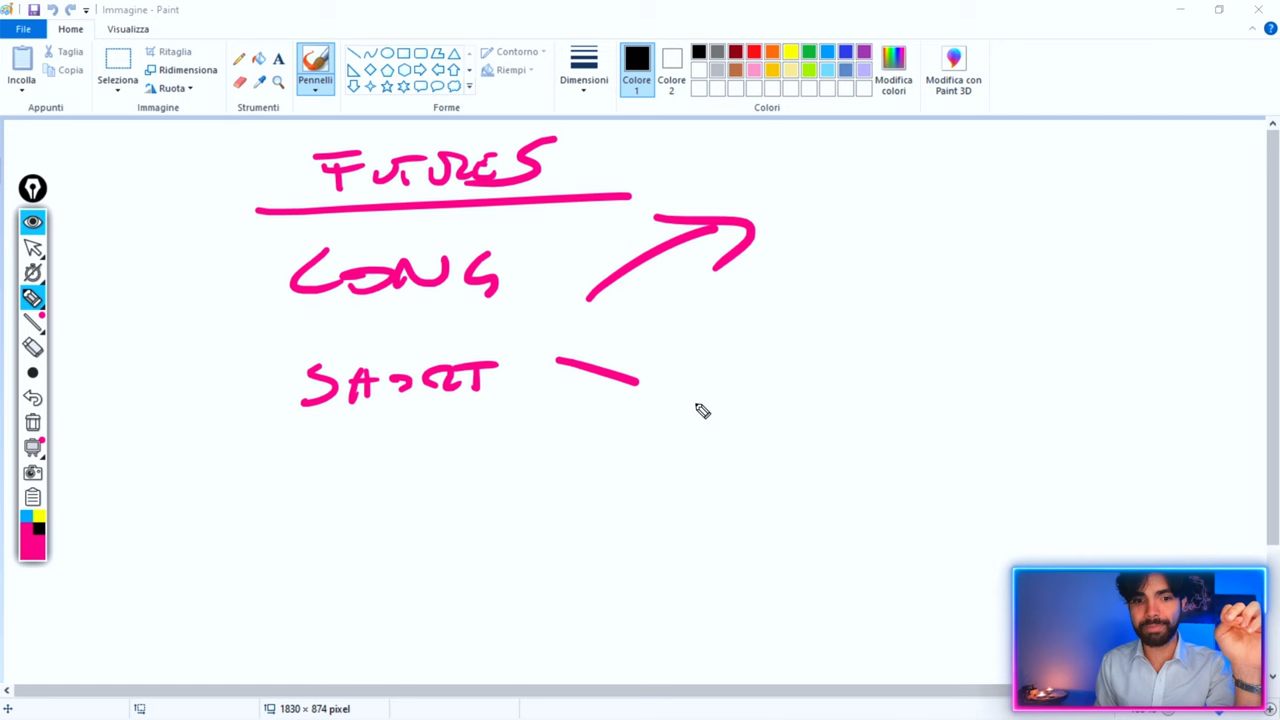 Immagine - Paint
File Home Visualizza
Incolla
Taglia
Copia
Appunti
Seleziona
Ritaglia
Ridimensiona
Ruota
Immagine
Strumenti
Pennelli
Contorno
Riempi
Forme
Dimensioni
Colore 1
Colore 2
Modifica colori
Colori
Modifica con Paint 3D
FUTURES
LONG
SHORT
1830 × 874 pixel